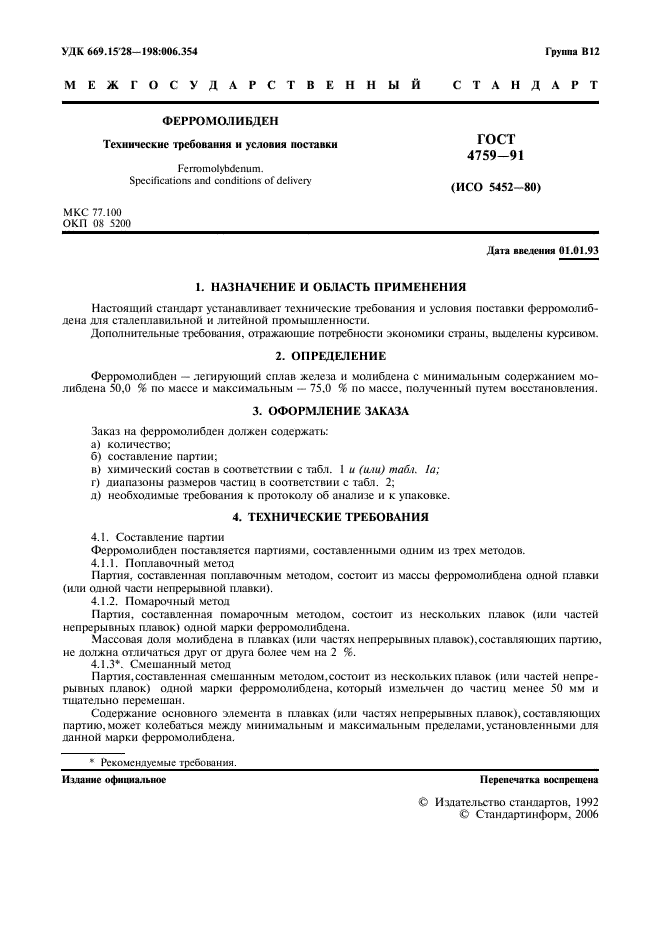 УДК 669.15′28—198:006.354
Группа В12
МЕЖГОСУДАРСТВЕННЫЙ СТАНДАРТ
ФЕРРОМОЛИБДЕН
Технические требования и условия поставки
Ferromolybdenum.
Specifications and conditions of delivery
ГОСТ
4759—91
(ИСО 5452—80)
МКС 77.100
ОКП 08 5200
Дата введения 01.01.93
1. НАЗНАЧЕНИЕ И ОБЛАСТЬ ПРИМЕНЕНИЯ
Настоящий стандарт устанавливает технические требования и условия поставки ферромолиб-
дена для сталеплавильной и литейной промышленности.
Дополнительные требования, отражающие потребности экономики страны, выделены курсивом.
2. ОПРЕДЕЛЕНИЕ
Ферромолибден — легирующий сплав железа и молибдена с минимальным содержанием мо-
либдена 50,0 % по массе и максимальным — 75,0 % по массе, полученный путем восстановления.
3. ОФОРМЛЕНИЕ ЗАКАЗА
Заказ на ферромолибден должен содержать:
а) количество;
б) составление партии;
в) химический состав в соответствии с табл. 1 и (или) табл. 1а;
г) диапазоны размеров частиц в соответствии с табл. 2;
д) необходимые требования к протоколу об анализе и к упаковке.
4. ТЕХНИЧЕСКИЕ ТРЕБОВАНИЯ
4.1. Составление партии
Ферромолибден поставляется партиями, составленными одним из трех методов.
4.1.1. Поплавочный метод
Партия, составленная поплавочным методом, состоит из массы ферромолибдена одной плавки
(или одной части непрерывной плавки).
4.1.2. Помарочный метод
Партия, составленная помарочным методом, состоит из нескольких плавок (или частей
непрерывных плавок) одной марки ферромолибдена.
Массовая доля молибдена в плавках (или частях непрерывных плавок), составляющих партию,
не должна отличаться друг от друга более чем на 2 %.
4.1.3*. Смешанный метод
Партия, составленная смешанным методом, состоит из нескольких плавок (или частей непре-
рывных плавок) одной марки ферромолибдена, который измельчен до частиц менее 50 мм и
тщательно перемешан.
Содержание основного элемента в плавках (или частях непрерывных плавок), составляющих
партию, может колебаться между минимальным и максимальным пределами, установленными для
данной марки ферромолибдена.
* Рекомендуемые требования.
Издание официальное
Перепечатка воспрещена
© Издательство стандартов, 1992
© Стандартинформ, 2006